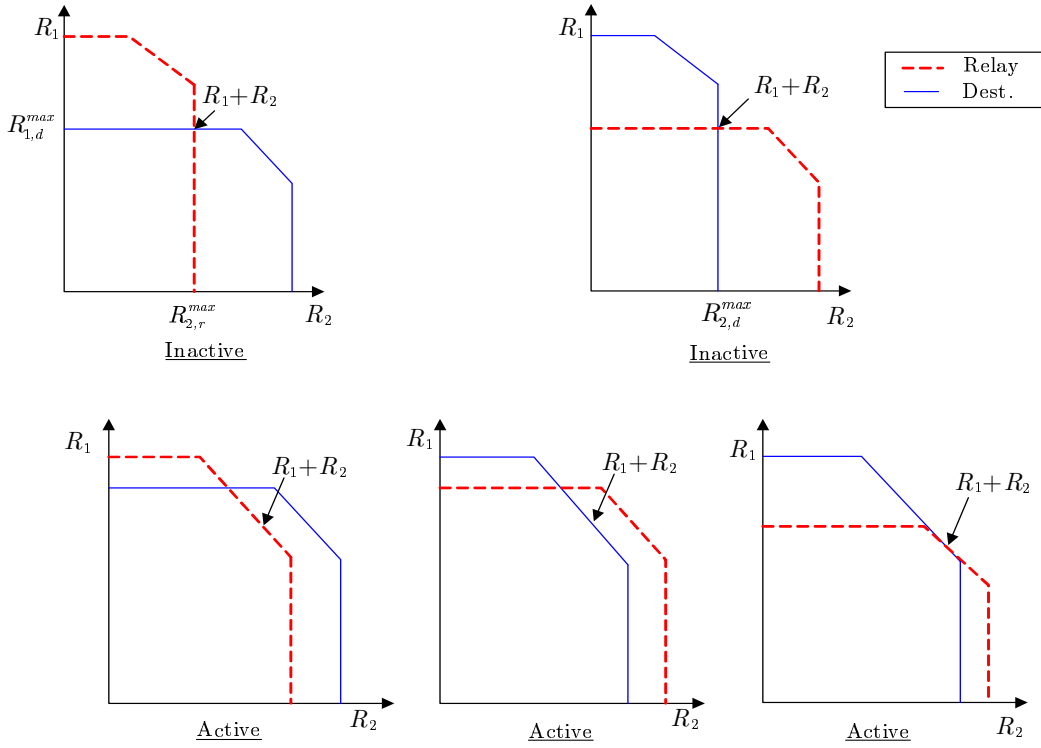 R₁
R₁+R₂
R₁,d^max
R₂,r^max
R₂
Inactive
R₁
R₁+R₂
R₂,d^max
R₂
Inactive
Relay
Dest.
R₁
R₁+R₂
R₂
Active
R₁
R₁+R₂
R₂
Active
R₁
R₁+R₂
R₂
Active